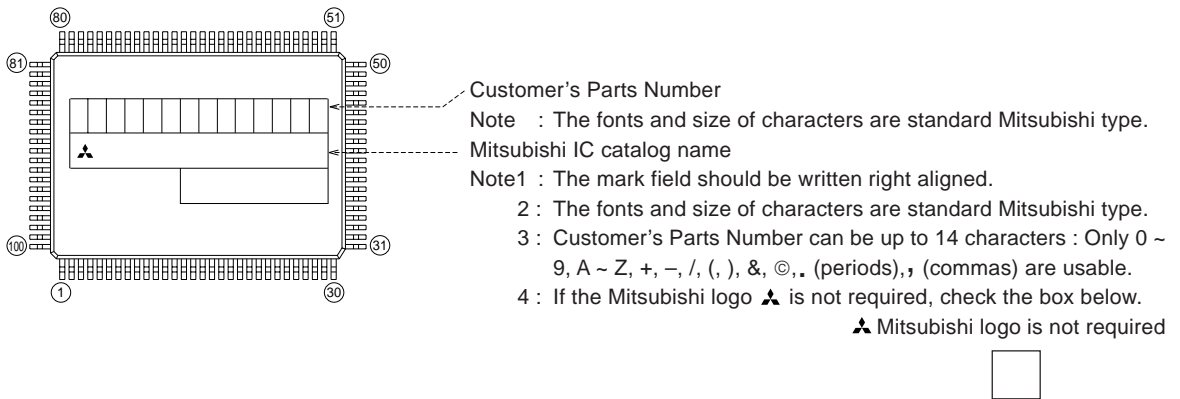 80 51
81 50
Customer's Parts Number
Note : The fonts and size of characters are standard Mitsubishi type.
Mitsubishi IC catalog name
Note1 : The mark field should be written right aligned.
2 : The fonts and size of characters are standard Mitsubishi type.
3 : Customer's Parts Number can be up to 14 characters : Only 0 ~
9, A ~ Z, +, –, /, (, ), &, ©, . (periods), , (commas) are usable.
100 31
4 : If the Mitsubishi logo is not required, check the box below.
1 30
Mitsubishi logo is not required